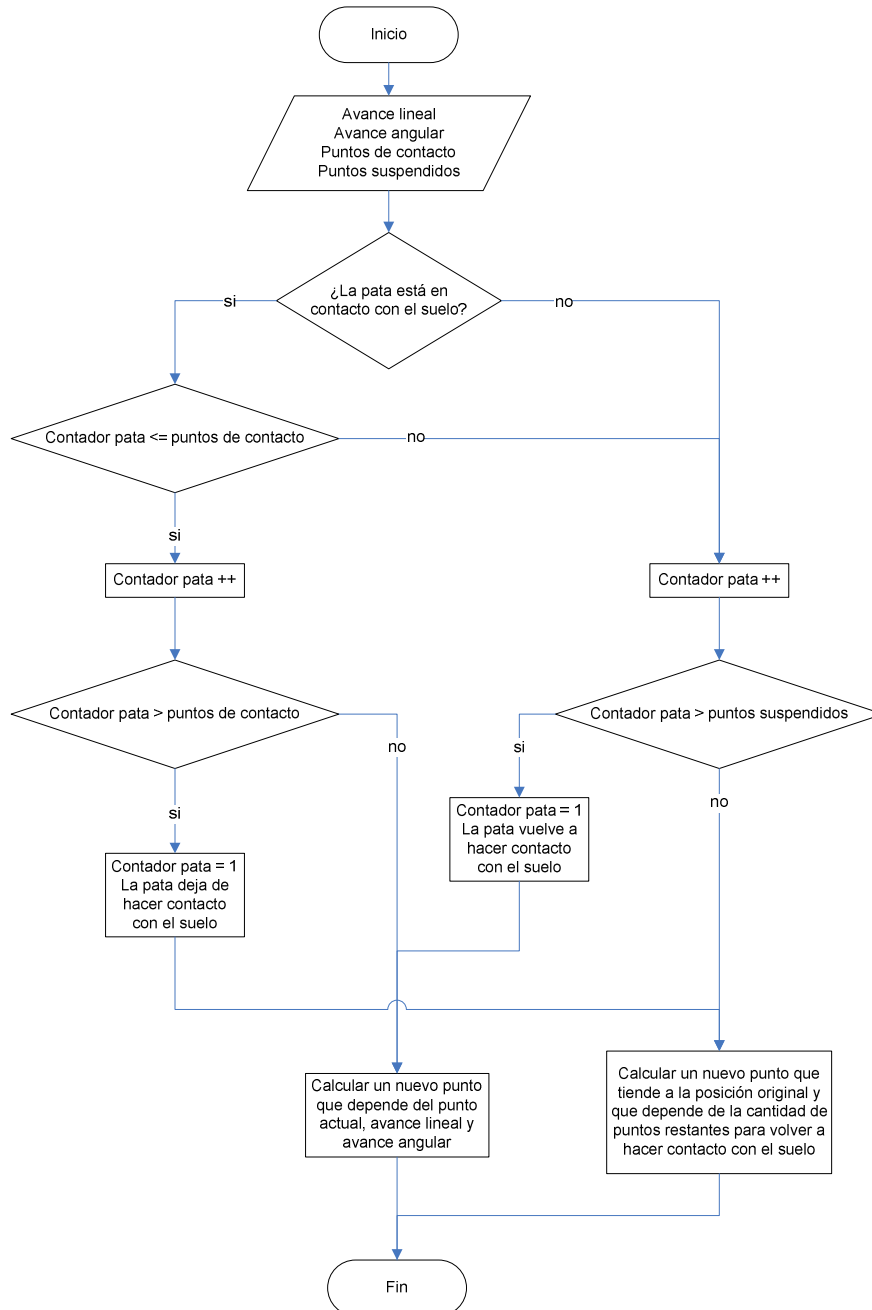 Inicio
Avance lineal
Avance angular
Puntos de contacto
Puntos suspendidos
¿La pata está en
contacto con el suelo?
si
no
Contador pata <= puntos de contacto
no
si
Contador pata ++
Contador pata ++
Contador pata > puntos de contacto
Contador pata > puntos suspendidos
no
si
si
no
Contador pata = 1
La pata vuelve a
hacer contacto
con el suelo
Contador pata = 1
La pata deja de
hacer contacto
con el suelo
Calcular un nuevo punto
que depende del punto
actual, avance lineal y
avance angular
Calcular un nuevo punto que
tiende a la posición original y
que depende de la cantidad de
puntos restantes para volver a
hacer contacto con el suelo
Fin